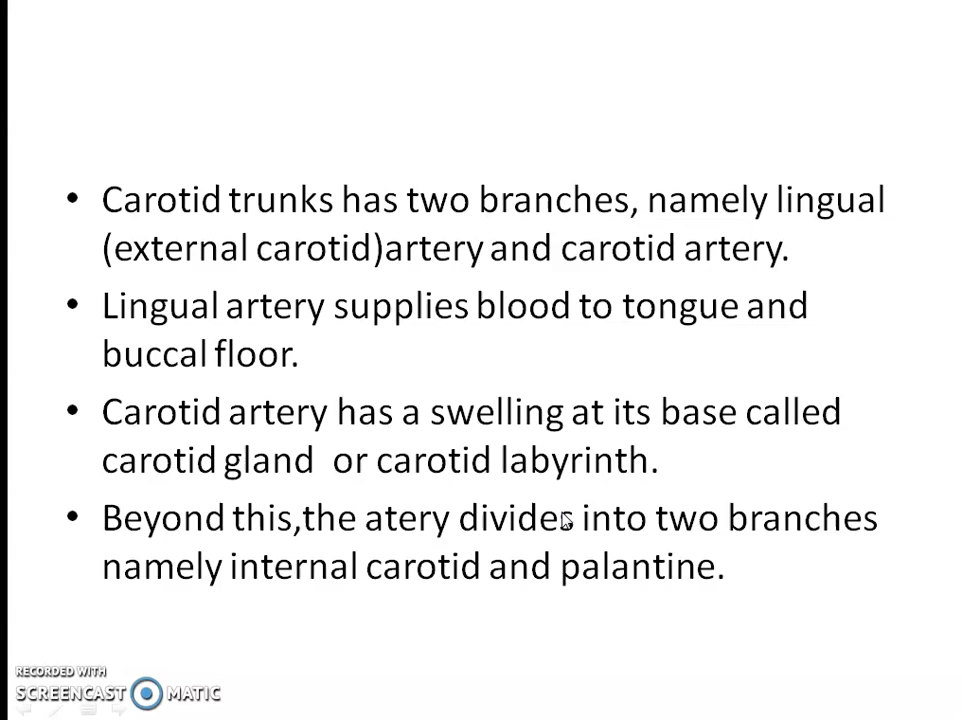 • Carotid trunks has two branches, namely lingual
(external carotid)artery and carotid artery.
• Lingual artery supplies blood to tongue and
buccal floor.
• Carotid artery has a swelling at its base called
carotid gland  or carotid labyrinth.
• Beyond this,the atery divides into two branches
namely internal carotid and palantine.
RECORDED WITH
SCREENCAST MATIC